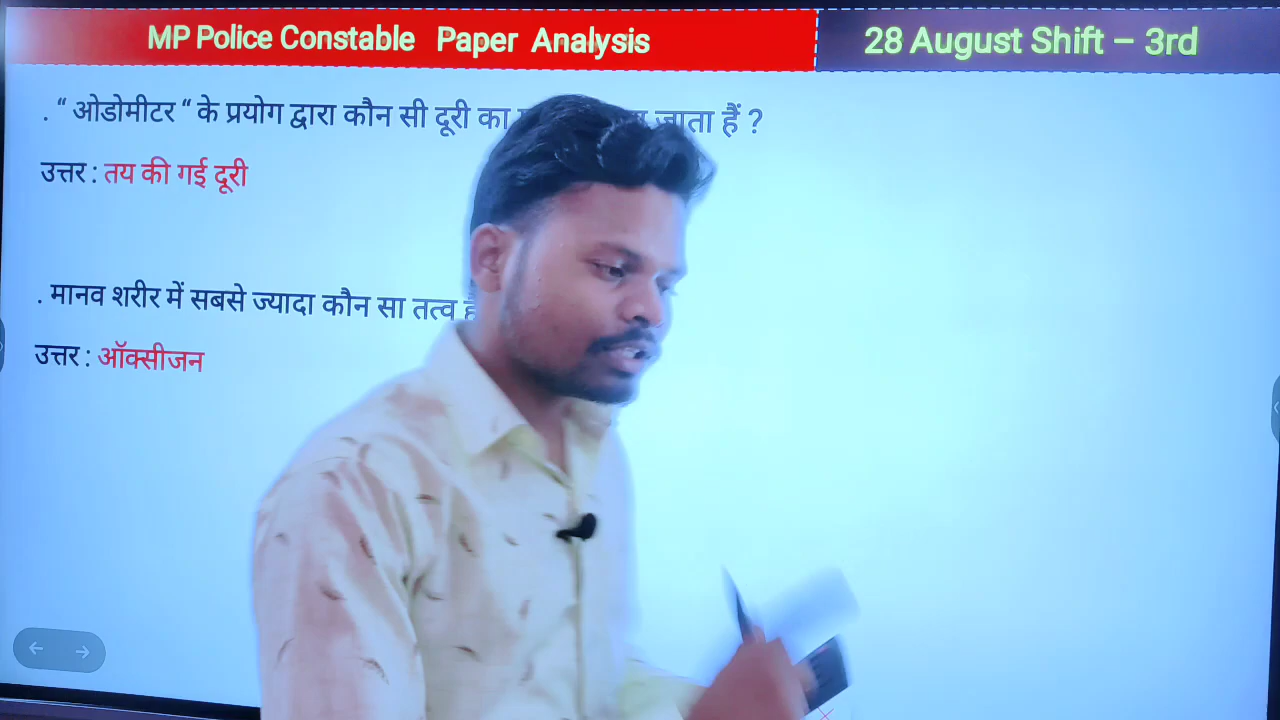 MP Police Constable Paper Analysis
28 August Shift – 3rd
. “ ओडोमीटर “ के प्रयोग द्वारा कौन सी दूरी का जाता हैं ?
उत्तर : तय की गई दूरी
. मानव शरीर में सबसे ज्यादा कौन सा तत्व
उत्तर : ऑक्सीजन